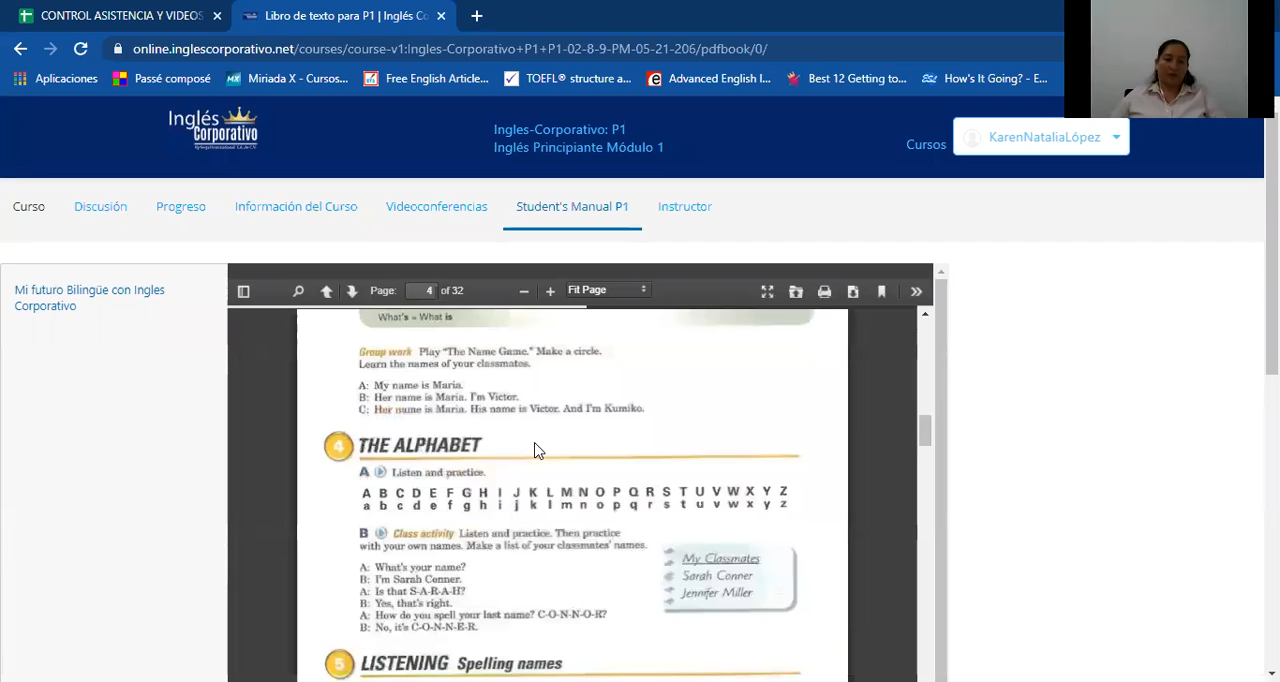 CONTROL ASISTENCIA Y VIDEOS
Libro de texto para P1 | Inglés Co
online.inglescorporativo.net/courses/course-v1:Ingles-Corporativo+P1+P1-02-8-9-PM-05-21-206/pdfbook/0/
Aplicaciones Passé composé Miriada X - Cursos... Free English Article... TOEFL® structure a... Advanced English I... Best 12 Getting to... How's It Going? - E...
Inglés
Corporativo
Ingles-Corporativo: P1
Inglés Principiante Módulo 1
Cursos
KarenNataliaLópez
Curso Discusión Progreso Información del Curso Videoconferencias Student's Manual P1 Instructor
Mi futuro Bilingüe con Ingles
Corporativo
Page: 4 of 32
Fit Page
What's = What is
Group work Play "The Name Game." Make a circle.
Learn the names of your classmates.
A: My name is Maria.
B: Her name is Maria. I'm Victor.
C: Her name is Maria. His name is Victor. And I'm Kumiko.
4 THE ALPHABET
A Listen and practice.
A B C D E F G H I J K L M N O P Q R S T U V W X Y Z
a b c d e f g h i j k l m n o p q r s t u v w x y z
B Class activity Listen and practice. Then practice
with your own names. Make a list of your classmates' names.
A: What's your name?
B: I'm Sarah Conner.
A: Is that S-A-R-A-H?
B: Yes, that's right.
A: How do you spell your last name? C-O-N-N-O-R?
B: No, it's C-O-N-N-E-R.
My Classmates
Sarah Conner
Jennifer Miller
5 LISTENING Spelling names